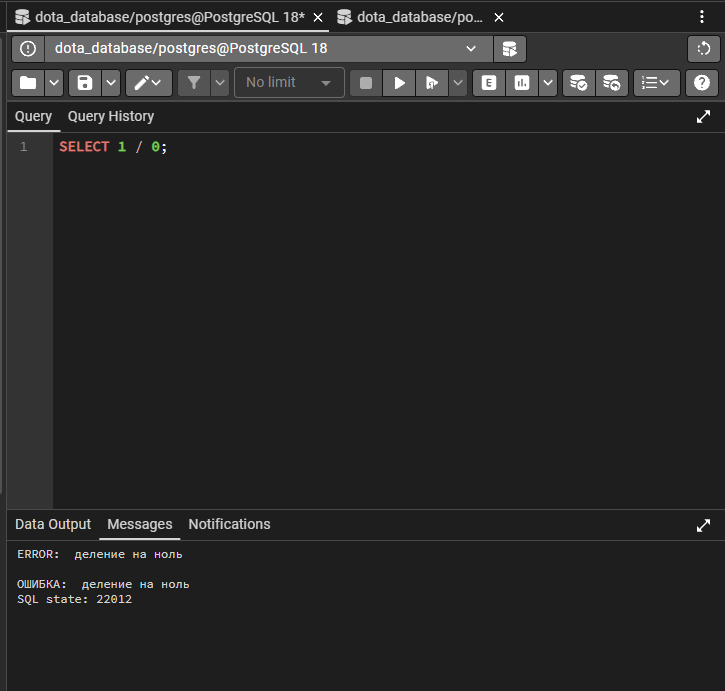 dota_database/postgres@PostgreSQL 18*
dota_database/po...
dota_database/postgres@PostgreSQL 18
No limit
E
Query
Query History
1
SELECT 1 / 0;
Data Output
Messages
Notifications
ERROR:  деление на ноль
ОШИБКА:  деление на ноль
SQL state: 22012